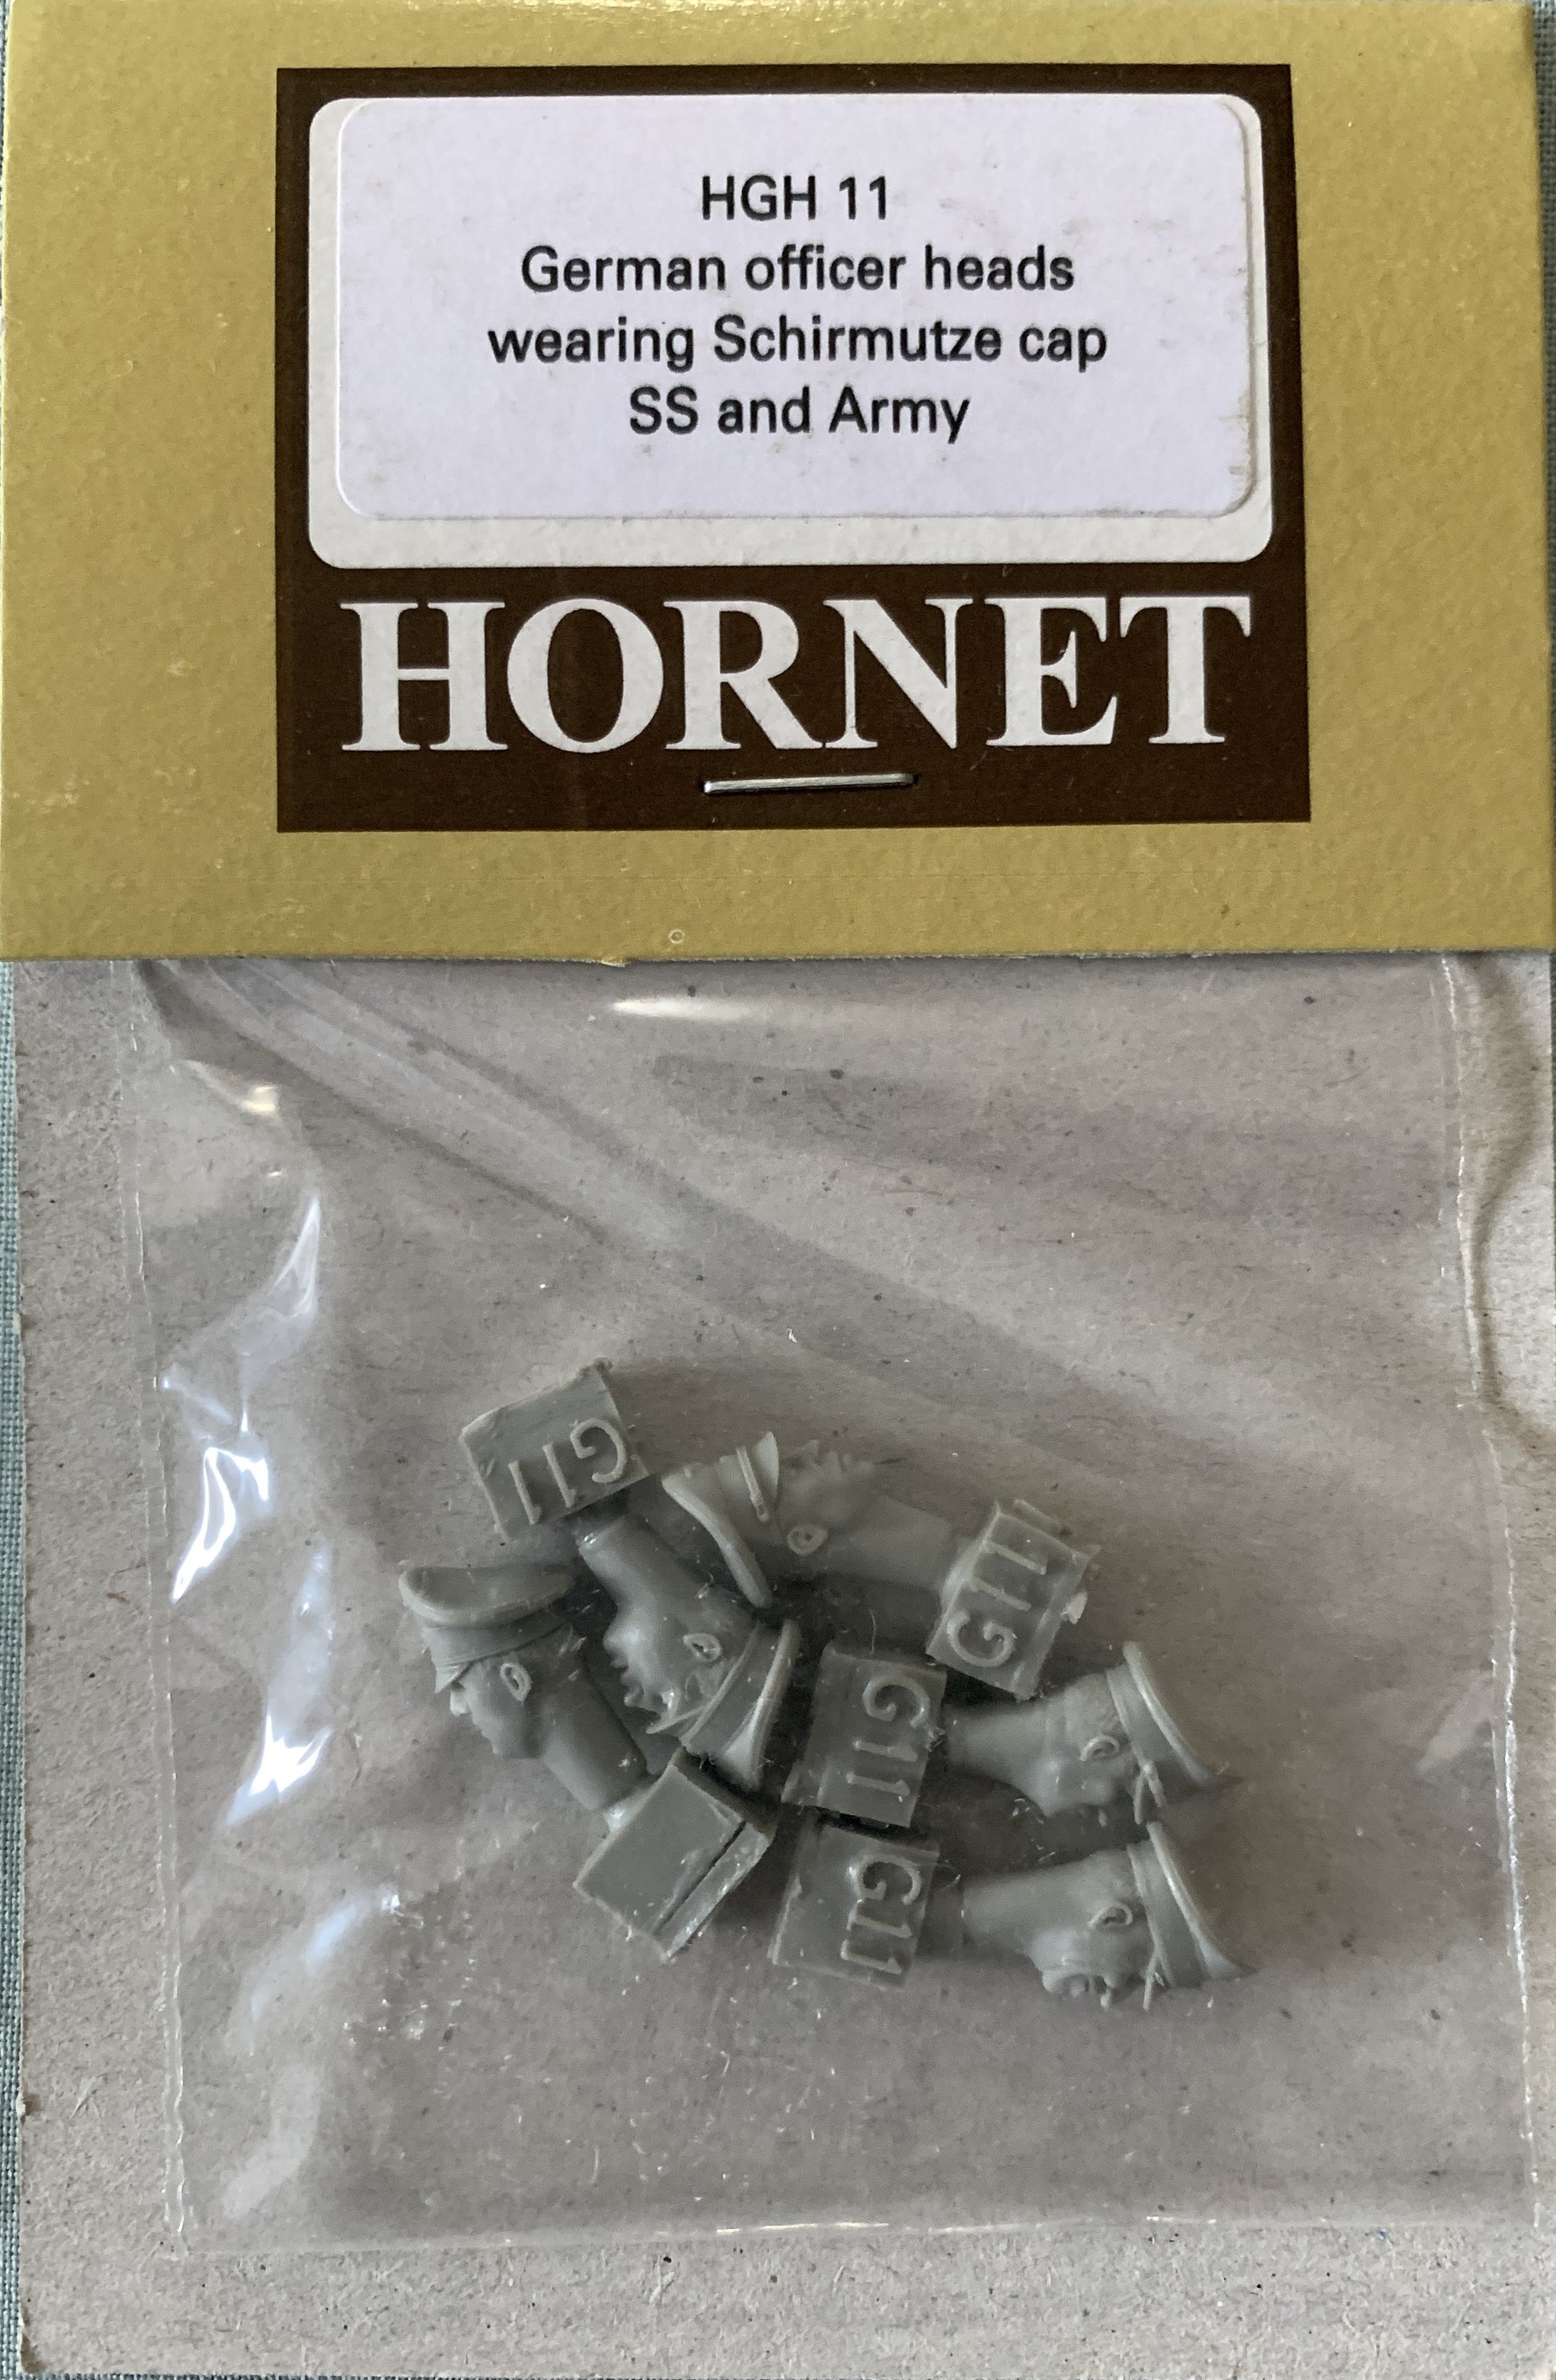 HGH 11
German officer heads
wearing Schirmutze cap
SS and Army
HORNET
G11
G11
G11
G11